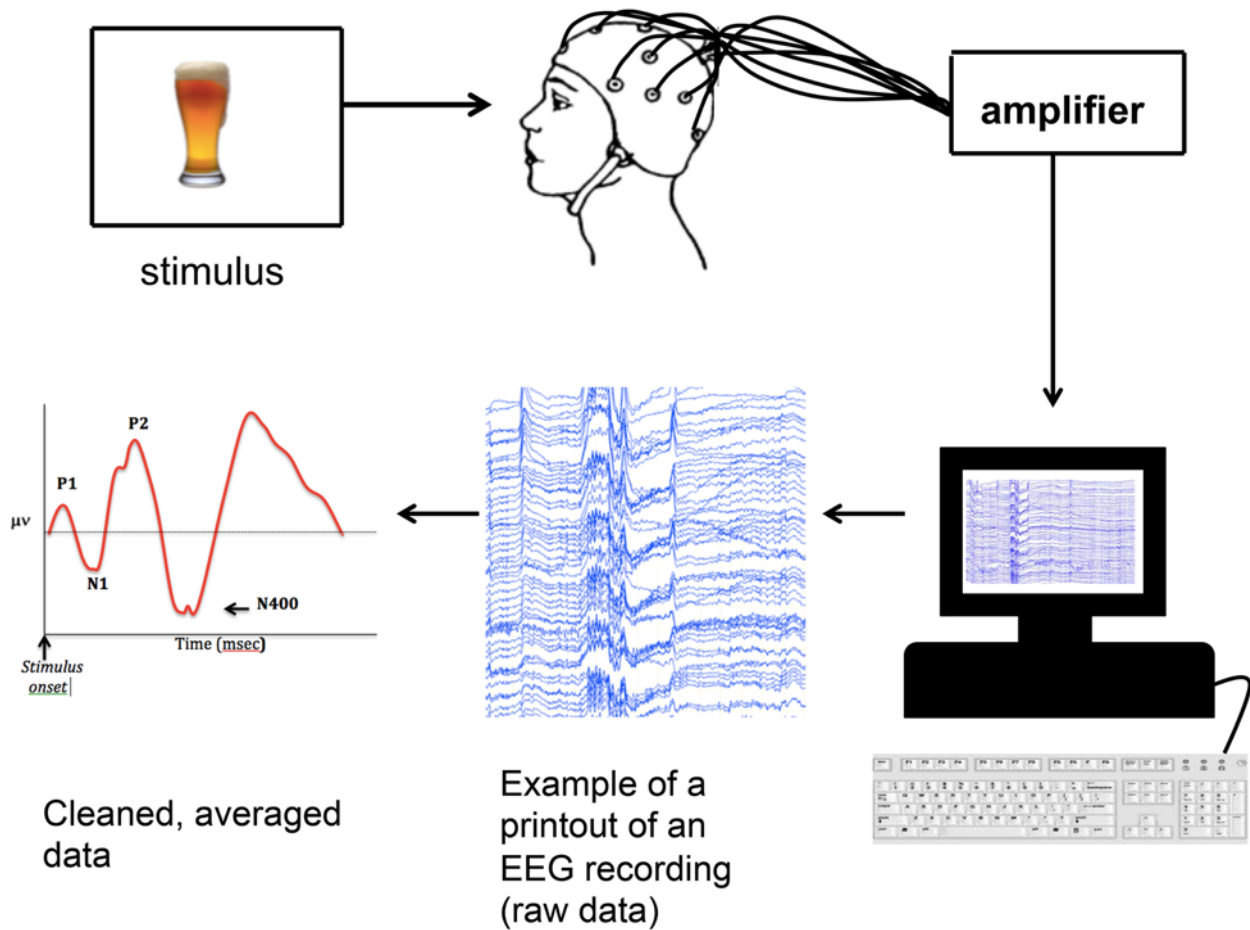 stimulus
amplifier
P1
N1
P2
N400
μν
Time (msec)
Stimulus
onset
Example of a
printout of an
EEG recording
(raw data)
Cleaned, averaged
data